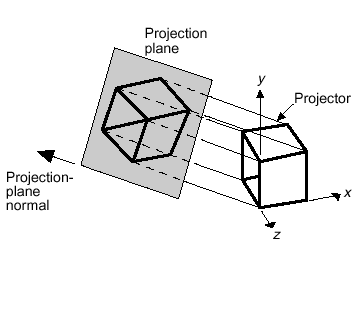 Projection
plane
y
Projector
Projection-
plane
normal
x
z